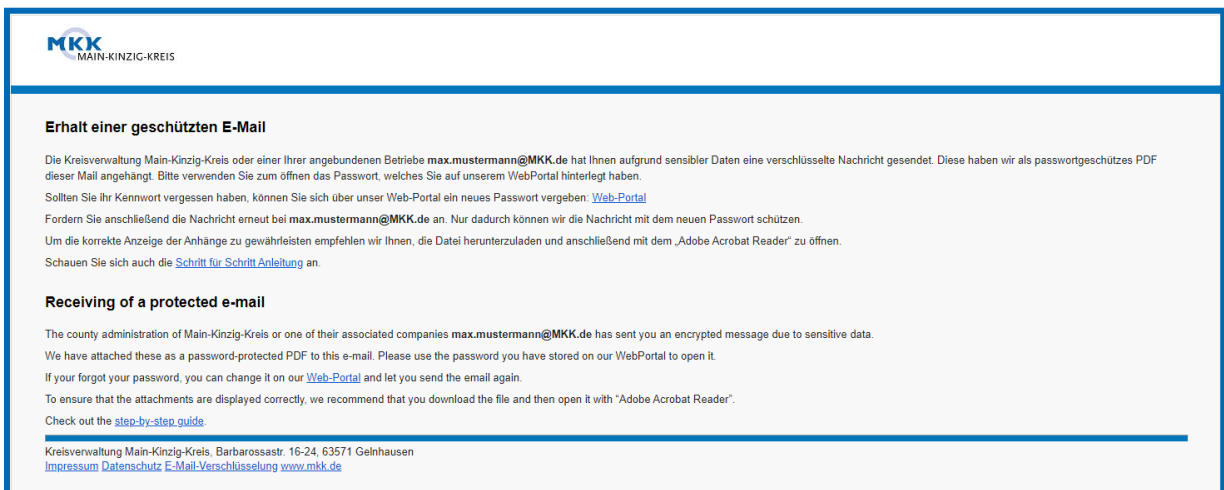 MKK
MAIN-KINZIG-KREIS
Erhalt einer geschützten E-Mail
Die Kreisverwaltung Main-Kinzig-Kreis oder einer Ihrer angebundenen Betriebe max.mustermann@MKK.de hat Ihnen aufgrund sensibler Daten eine verschlüsselte Nachricht gesendet. Diese haben wir als passwortgeschützes PDF
dieser Mail angehängt. Bitte verwenden Sie zum öffnen das Passwort, welches Sie auf unserem WebPortal hinterlegt haben.
Sollten Sie ihr Kennwort vergessen haben, können Sie sich über unser Web-Portal ein neues Passwort vergeben: Web-Portal
Fordern Sie anschließend die Nachricht erneut bei max.mustermann@MKK.de an. Nur dadurch können wir die Nachricht mit dem neuen Passwort schützen.
Um die korrekte Anzeige der Anhänge zu gewährleisten empfehlen wir Ihnen, die Datei herunterzuladen und anschließend mit dem „Adobe Acrobat Reader“ zu öffnen.
Schauen Sie sich auch die Schritt für Schritt Anleitung an.
Receiving of a protected e-mail
The county administration of Main-Kinzig-Kreis or one of their associated companies max.mustermann@MKK.de has sent you an encrypted message due to sensitive data.
We have attached these as a password-protected PDF to this e-mail. Please use the password you have stored on our WebPortal to open it.
If your forgot your password, you can change it on our Web-Portal and let you send the email again.
To ensure that the attachments are displayed correctly, we recommend that you download the file and then open it with “Adobe Acrobat Reader”.
Check out the step-by-step guide.
Kreisverwaltung Main-Kinzig-Kreis, Barbarossastr. 16-24, 63571 Gelnhausen
Impressum Datenschutz E-Mail-Verschlüsselung www.mkk.de